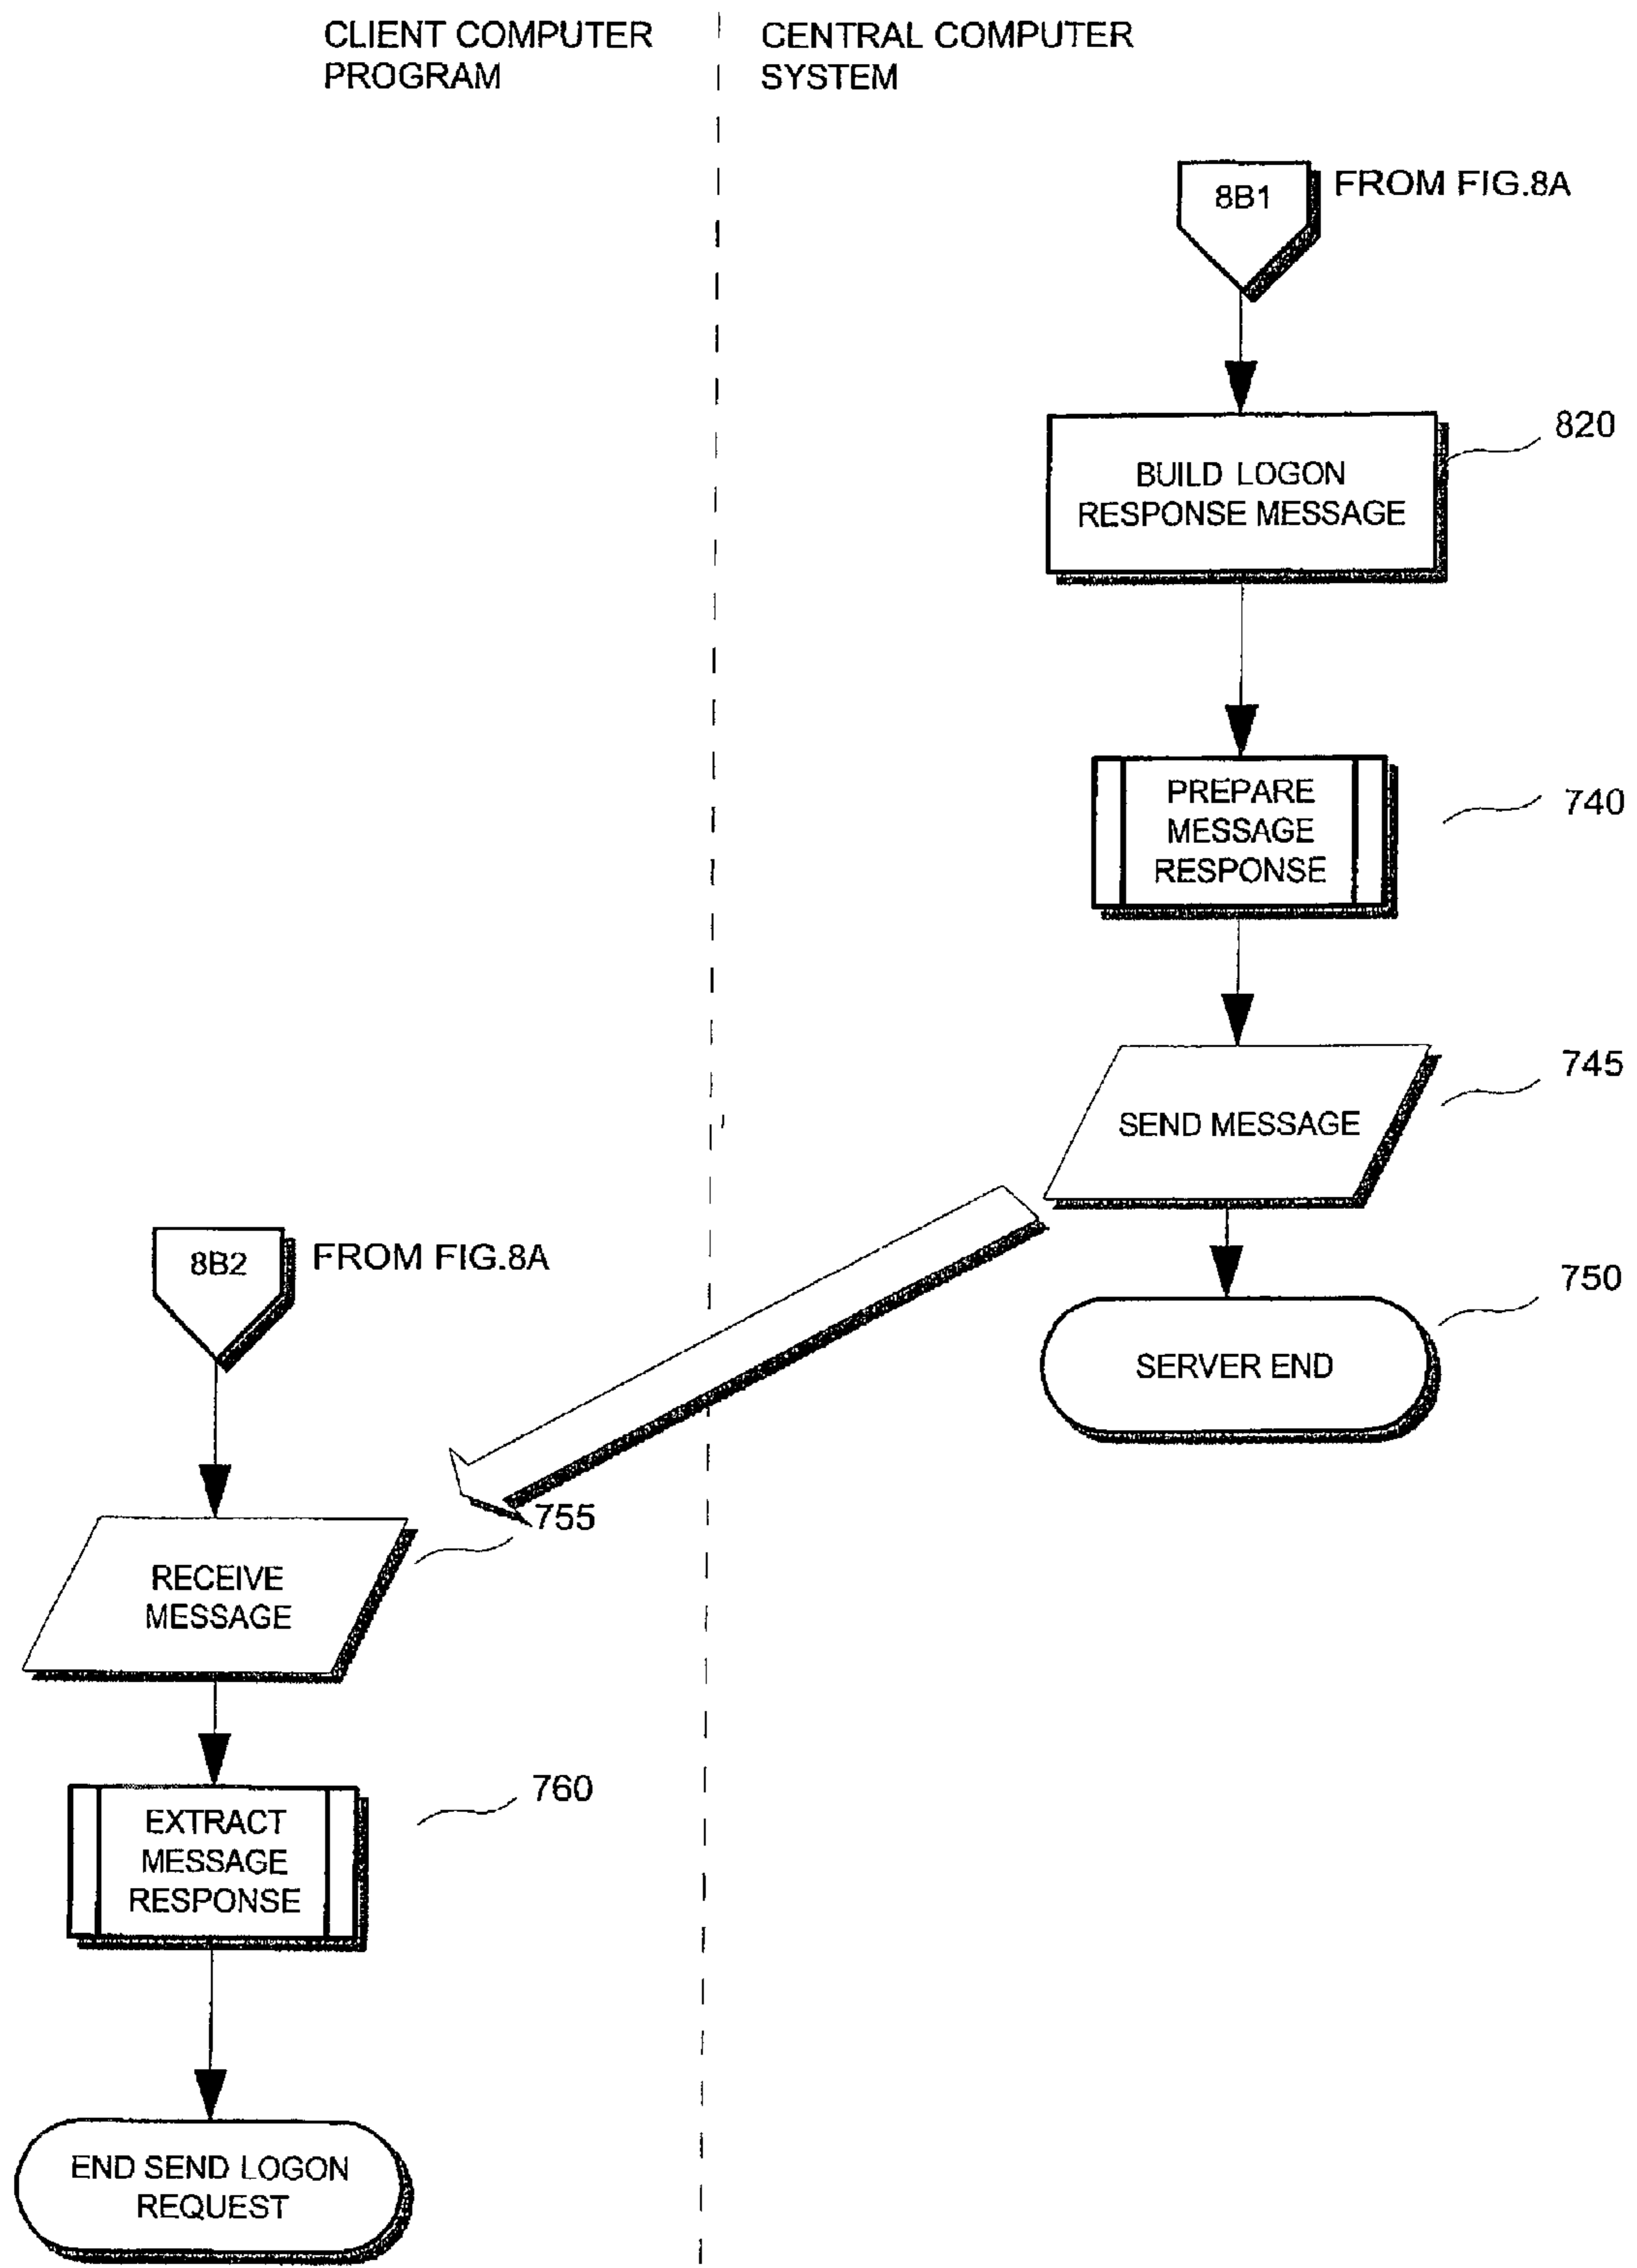 CLIENT COMPUTER
PROGRAM
CENTRAL COMPUTER
SYSTEM
8B1
FROM FIG.8A
820
BUILD LOGON
RESPONSE MESSAGE
740
PREPARE
MESSAGE
RESPONSE
745
SEND MESSAGE
8B2
FROM FIG.8A
750
SERVER END
755
RECEIVE
MESSAGE
760
EXTRACT
MESSAGE
RESPONSE
END SEND LOGON
REQUEST